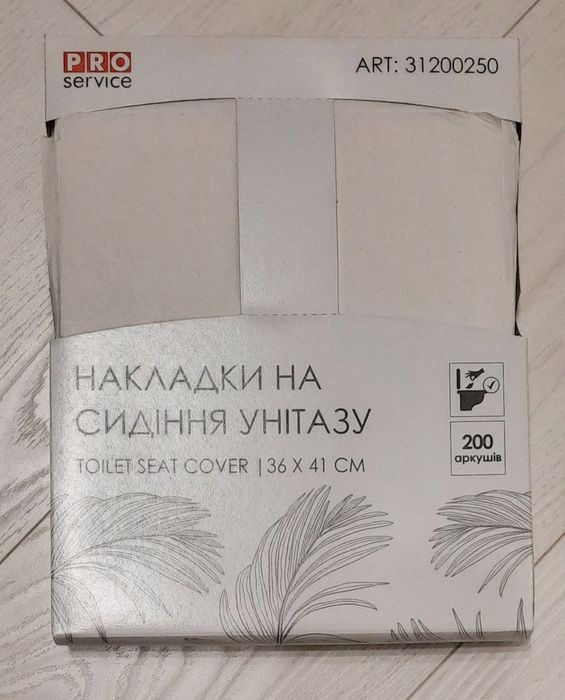 PRO
service
ART: 31200250
НАКЛАДКИ НА
СИДІННЯ УНІТАЗУ
TOILET SEAT COVER | 36 X 41 CM
200
аркушів